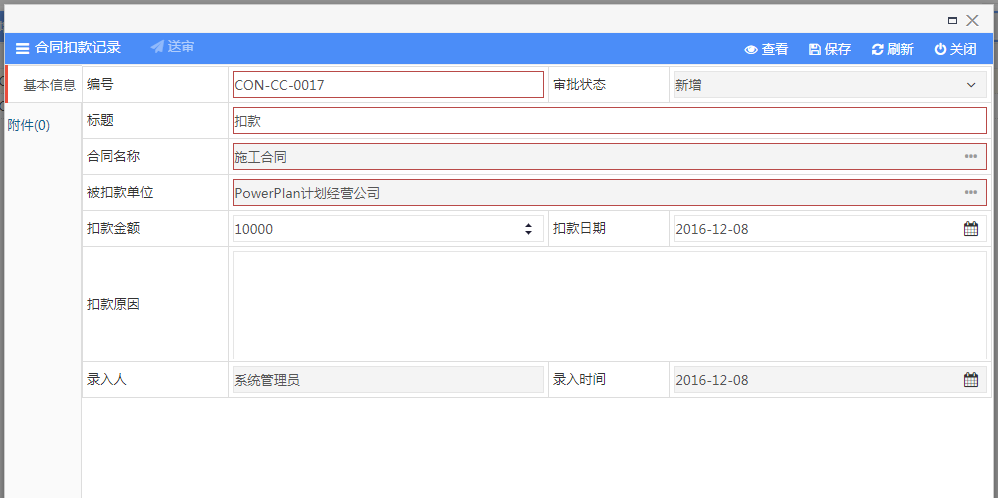 合同扣款记录 送审 查看 保存 刷新 关闭
基本信息 编号 CON-CC-0017 审批状态 新增
附件(0) 标题 扣款
合同名称 施工合同
被扣款单位 PowerPlan计划经营公司
扣款金额 10000 扣款日期 2016-12-08
扣款原因
录入人 系统管理员 录入时间 2016-12-08